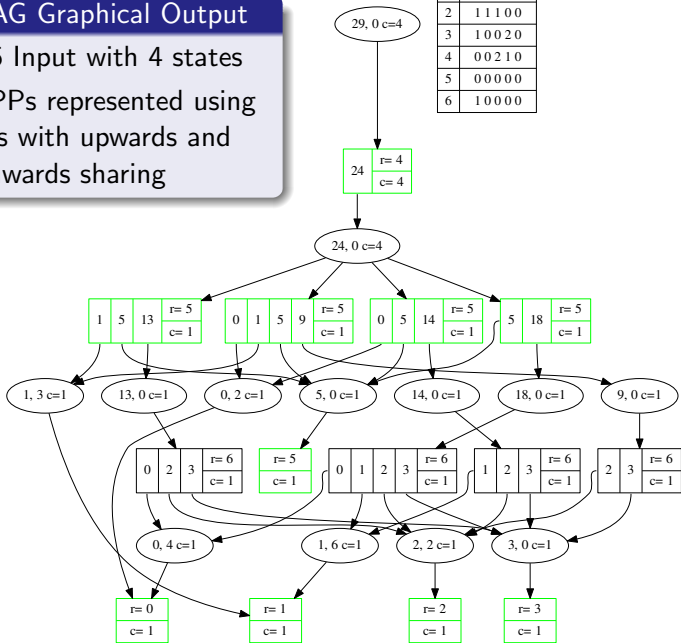 AG Graphical Output
Input with 4 states
PPs represented using
s with upwards and
wards sharing
29, 0 c=4
2 1 1 1 0 0
3 1 0 0 2 0
4 0 0 2 1 0
5 0 0 0 0 0
6 1 0 0 0 0
24 r= 4
c= 4
24, 0 c=4
1 5 13 r= 5
c= 1
0 1 5 9 r= 5
c= 1
0 5 14 r= 5
c= 1
5 18 r= 5
c= 1
1, 3 c=1
13, 0 c=1
0, 2 c=1
5, 0 c=1
14, 0 c=1
18, 0 c=1
9, 0 c=1
0 2 3 r= 6
c= 1
r= 5
c= 1
0 1 2 3 r= 6
c= 1
1 2 3 r= 6
c= 1
2 3 r= 6
c= 1
0, 4 c=1
1, 6 c=1
2, 2 c=1
3, 0 c=1
r= 0
c= 1
r= 1
c= 1
r= 2
c= 1
r= 3
c= 1